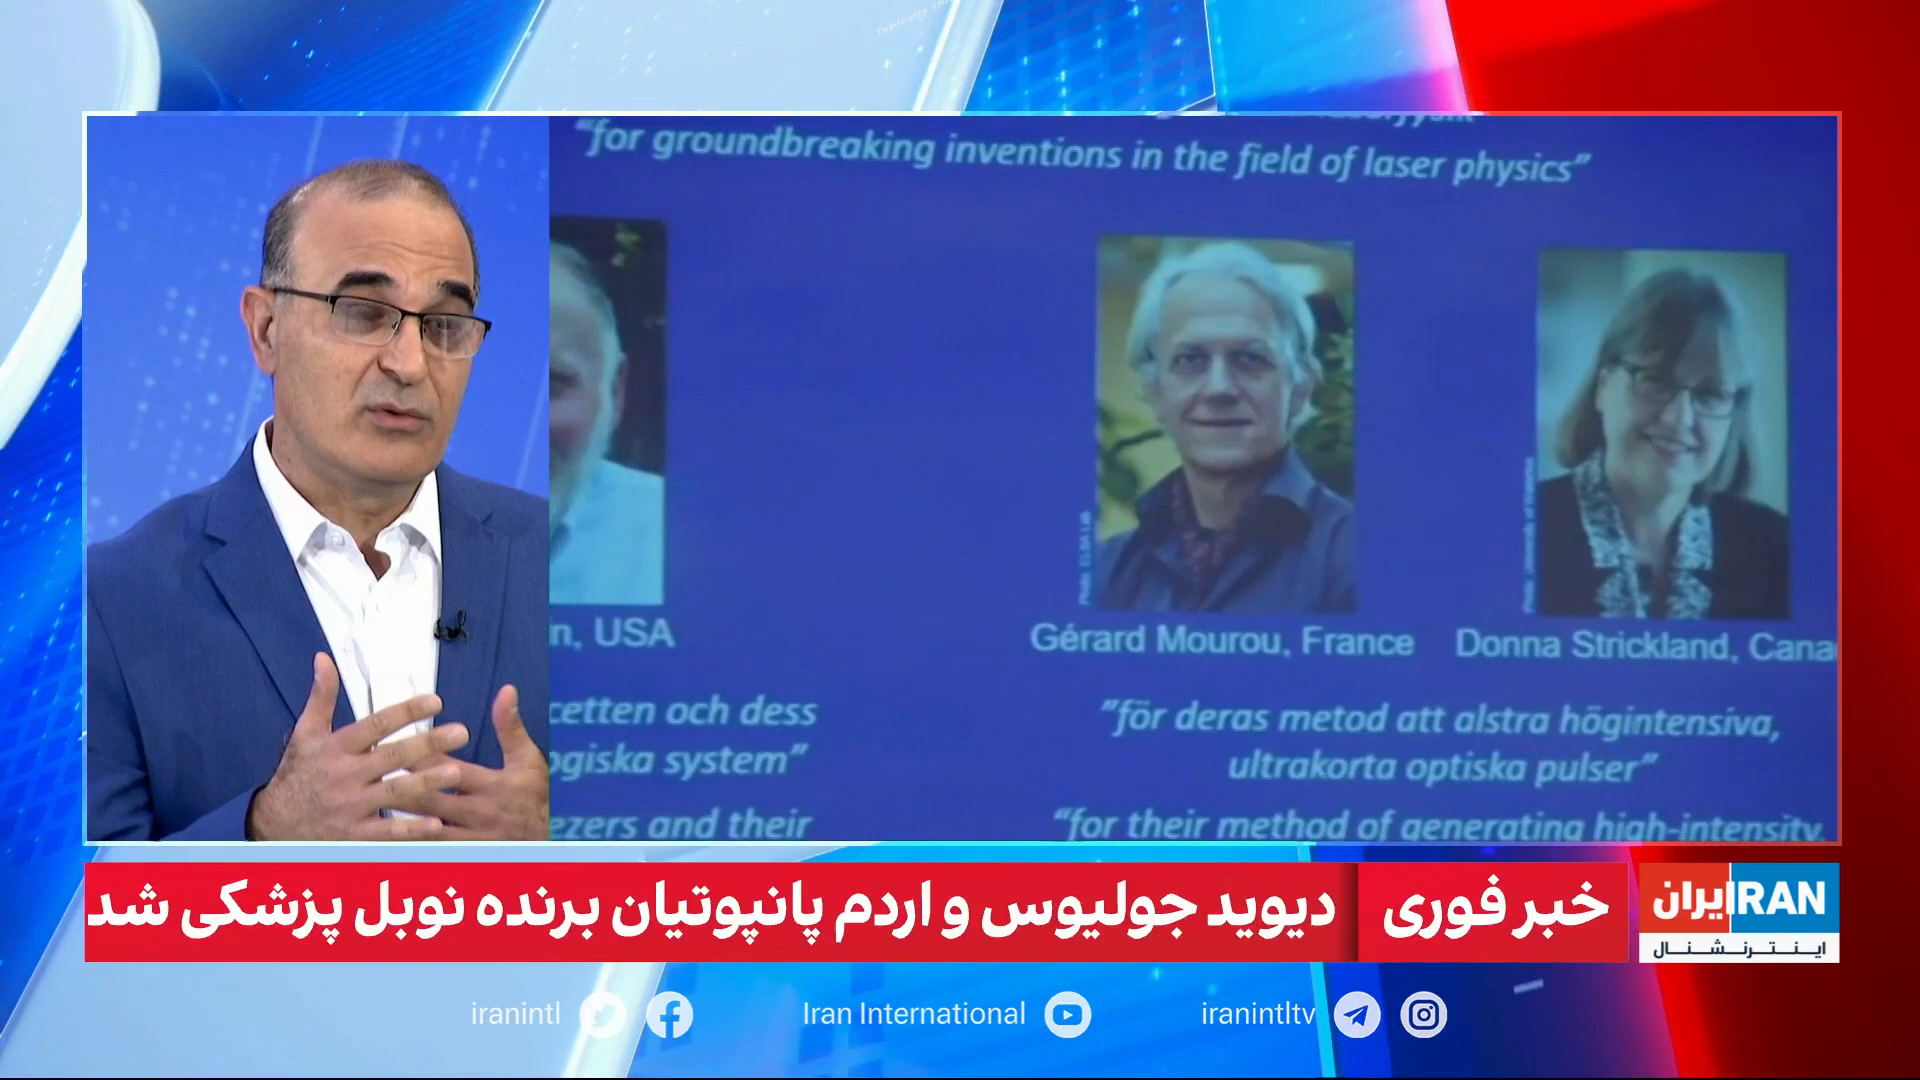 “for groundbreaking inventions in the field of laser physics”
n, USA
Gérard Mourou, France
Donna Strickland, Cana
cetten och dess
ogiska system”
ezers and their
”för deras metod att alstra högintensiva,
ultrakorta optiska pulser”
“for their method of generating high-intensity,
خبر فوری
دیوید جولیوس و اردم پانپوتیان برنده نوبل پزشکی شد
ایران IRAN
اینترنشنال
iranintl
Iran International
iranintltv